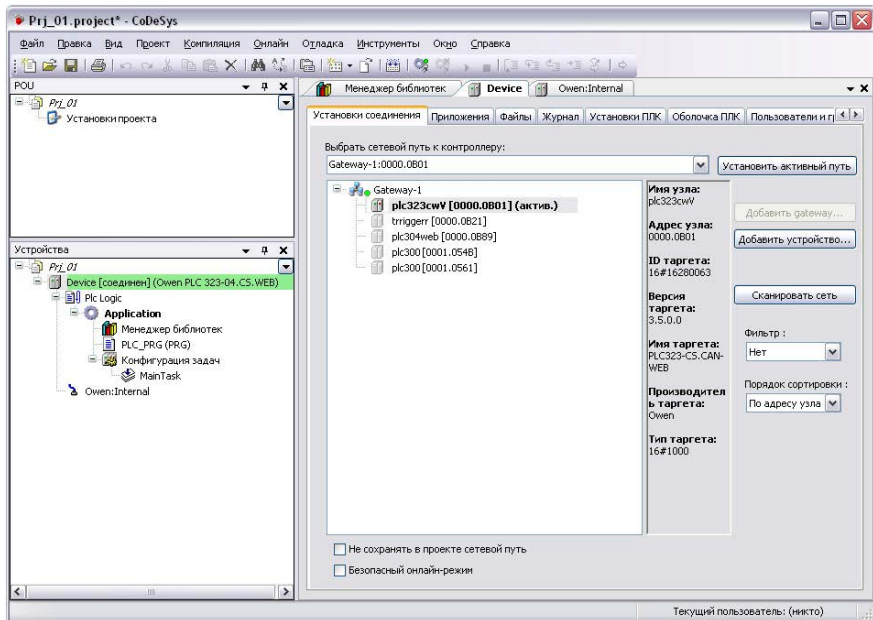 Prj_01.project* - CoDeSys
Файл Правка Вид Проект Компиляция Онлайн Отладка Инструменты Окно Справка
POU
Prj_01
Установки проекта
Устройства
Prj_01
Device [соединен] (Owen PLC 323-04.CS.WEB)
Plc Logic
Application
Менеджер библиотек
PLC_PRG (PRG)
Конфигурация задач
MainTask
Owen:Internal
Менеджер библиотек Device Owen:Internal
Установки соединения Приложения Файлы Журнал Установки ПЛК Оболочка ПЛК Пользователи и гр
Выбрать сетевой путь к контроллеру:
Gateway-1:0000.0B01 Установить активный путь
Gateway-1
plc323cwV [0000.0B01] (актив.)
trriggerr [0000.0B21]
plc304web [0000.0B89]
plc300 [0001.054B]
plc300 [0001.0561]
Имя узла:
plc323cwV
Адрес узла:
0000.0B01
ID таргета:
16#16280063
Версия
таргета:
3.5.0.0
Имя таргета:
PLC323-CS.CAN-
WEB
Производител
ь таргета:
Owen
Тип таргета:
16#1000
Добавить gateway...
Добавить устройство...
Сканировать сеть
Фильтр :
Нет
Порядок сортировки :
По адресу узла
Не сохранять в проекте сетевой путь
Безопасный онлайн-режим
Текущий пользователь: (никто)